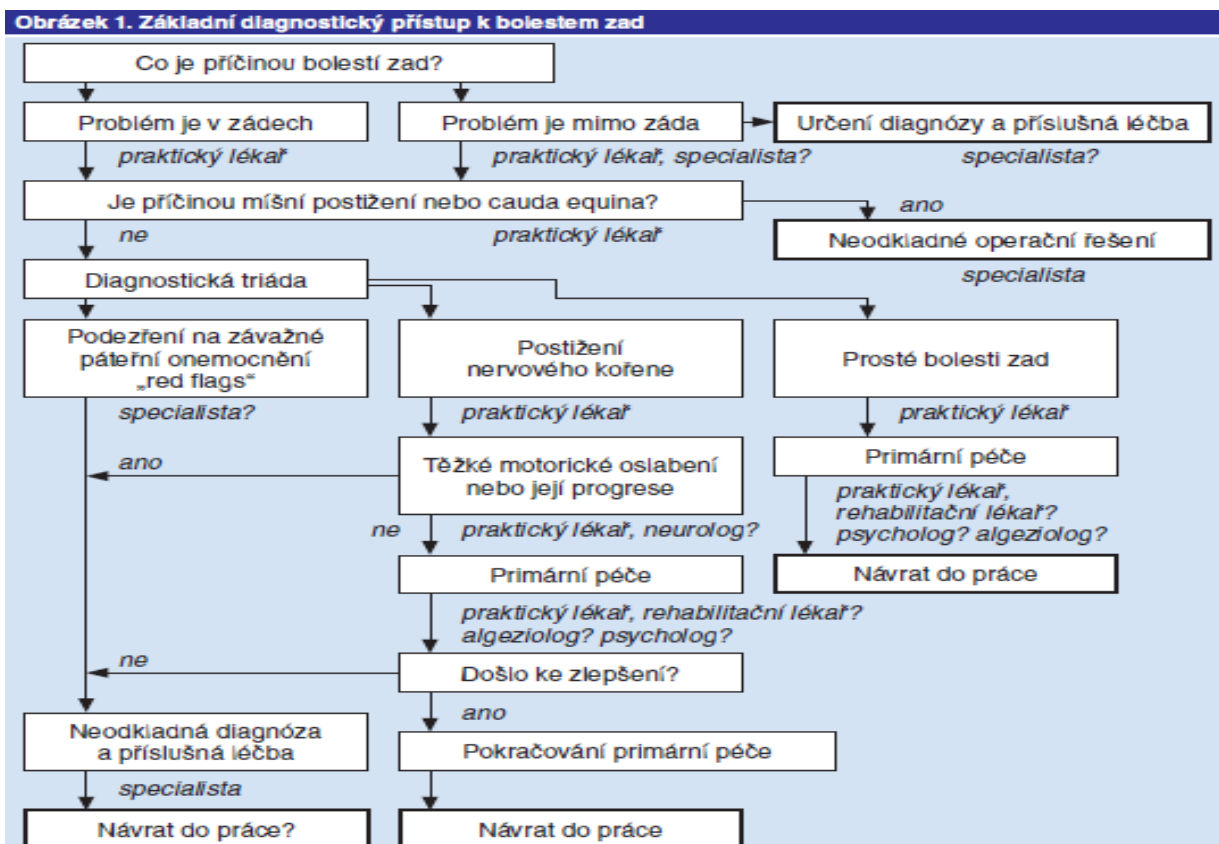 Obrázek 1. Základní diagnostický přístup k bolestem zad
Co je příčinou bolestí zad?
Problém je v zádech
Problém je mimo záda
Určení diagnózy a příslušná léčba
praktický lékař
praktický lékař, specialista?
specialista?
Je příčinou míšní postižení nebo cauda equina?
ano
ne
praktický lékař
Neodkladné operační řešení
specialista
Diagnostická triáda
Podezření na závažné
páteřní onemocnění
„red flags“
Postižení
nervového kořene
Prosté bolesti zad
specialista?
praktický lékař
praktický lékař
ano
Těžké motorické oslabení
nebo její progrese
Primární péče
praktický lékař,
rehabilitační lékař?
psycholog? algeziolog?
ne
praktický lékař, neurolog?
Primární péče
Návrat do práce
praktický lékař, rehabilitační lékař?
algeziolog? psycholog?
ne
Došlo ke zlepšení?
ano
Neodkladná diagnóza
a příslušná léčba
Pokračování primární péče
specialista
Návrat do práce?
Návrat do práce